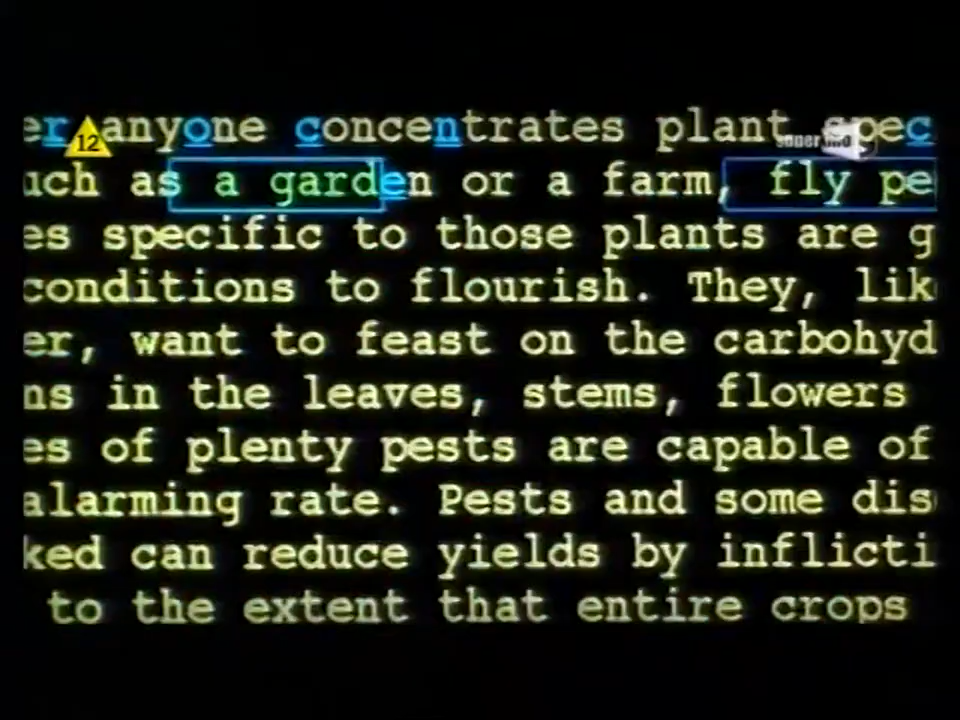 er anyone concentrates plant spec
12
uch as a garden or a farm, fly pe
es specific to those plants are g
conditions to flourish. They, lik
er, want to feast on the carbohyd
ns in the leaves, stems, flowers
es of plenty pests are capable of
alarming rate. Pests and some dis
ked can reduce yields by inflicti
to the extent that entire crops